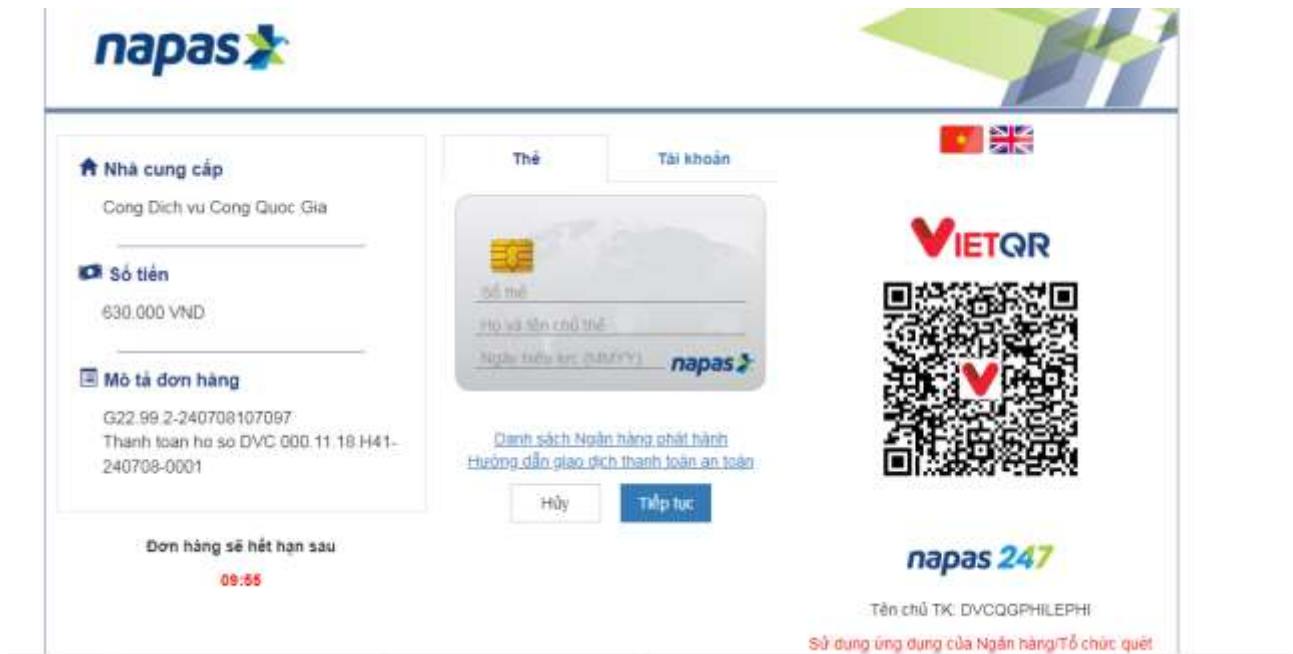 napas
Nhà cung cấp
Cong Dich vu Cong Quoc Gia
Số tiền
630.000 VND
Mô tả đơn hàng
G22.99.2-240708107097
Thanh toan ho so DVC 000.11.18.H41-
240708-0001
Đơn hàng sẽ hết hạn sau
09:55
Thẻ
Tài khoản
Số thẻ
Họ và tên chủ thẻ
Ngày hiệu lực (MMYY)
napas
Danh sách Ngân hàng phát hành
Hướng dẫn giao dịch thanh toán an toàn
Hủy
Tiếp tục
VIETQR
napas 247
Tên chủ TK: DVCQGPHILEPHI
Sử dụng ứng dụng của Ngân hàng/Tổ chức quét